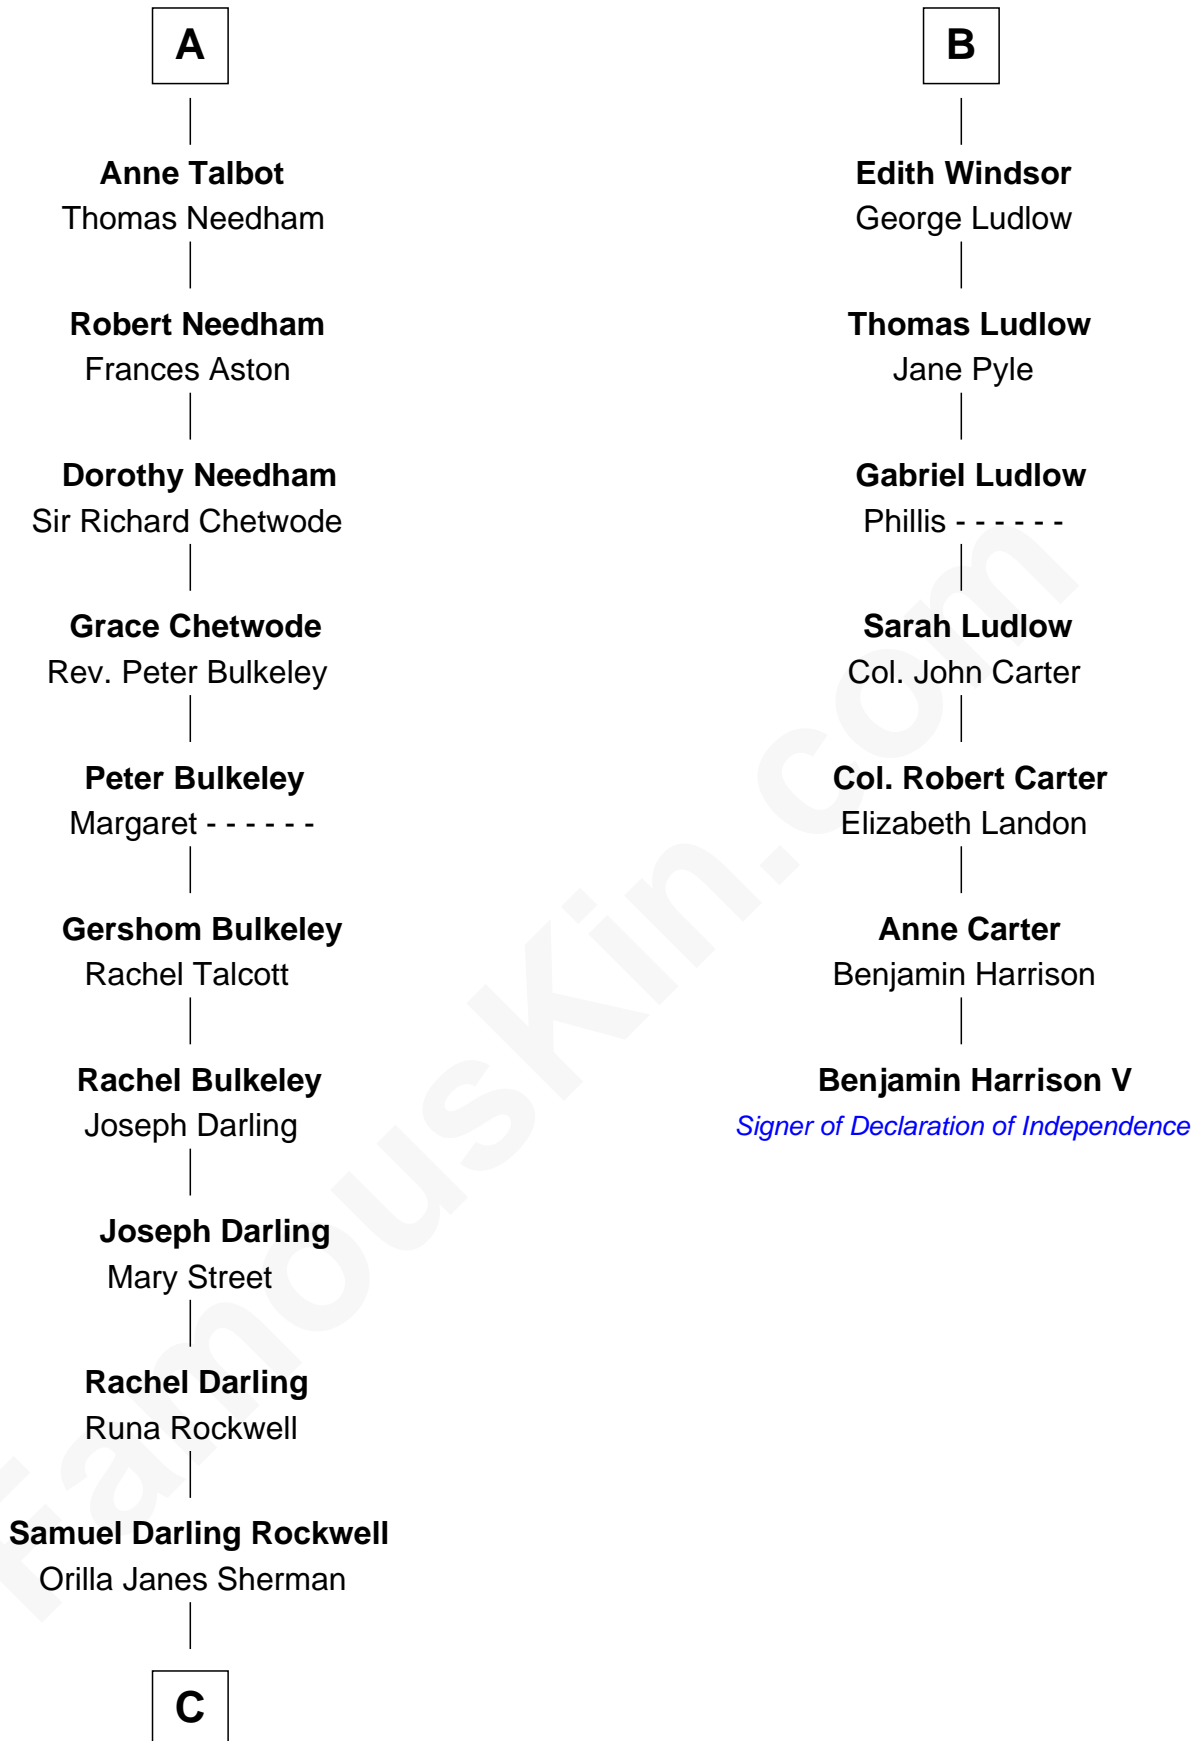 A
Anne Talbot
Thomas Needham
Robert Needham
Frances Aston
Dorothy Needham
Sir Richard Chetwode
Grace Chetwode
Rev. Peter Bulkeley
Peter Bulkeley
Margaret - - - - - -
Gershom Bulkeley
Rachel Talcott
Rachel Bulkeley
Joseph Darling
Joseph Darling
Mary Street
Rachel Darling
Runa Rockwell
Samuel Darling Rockwell
Orilla Janes Sherman
C
B
Edith Windsor
George Ludlow
Thomas Ludlow
Jane Pyle
Gabriel Ludlow
Phillis - - - - - -
Sarah Ludlow
Col. John Carter
Col. Robert Carter
Elizabeth Landon
Anne Carter
Benjamin Harrison
Benjamin Harrison V
Signer of Declaration of Independence
FamousKin.com